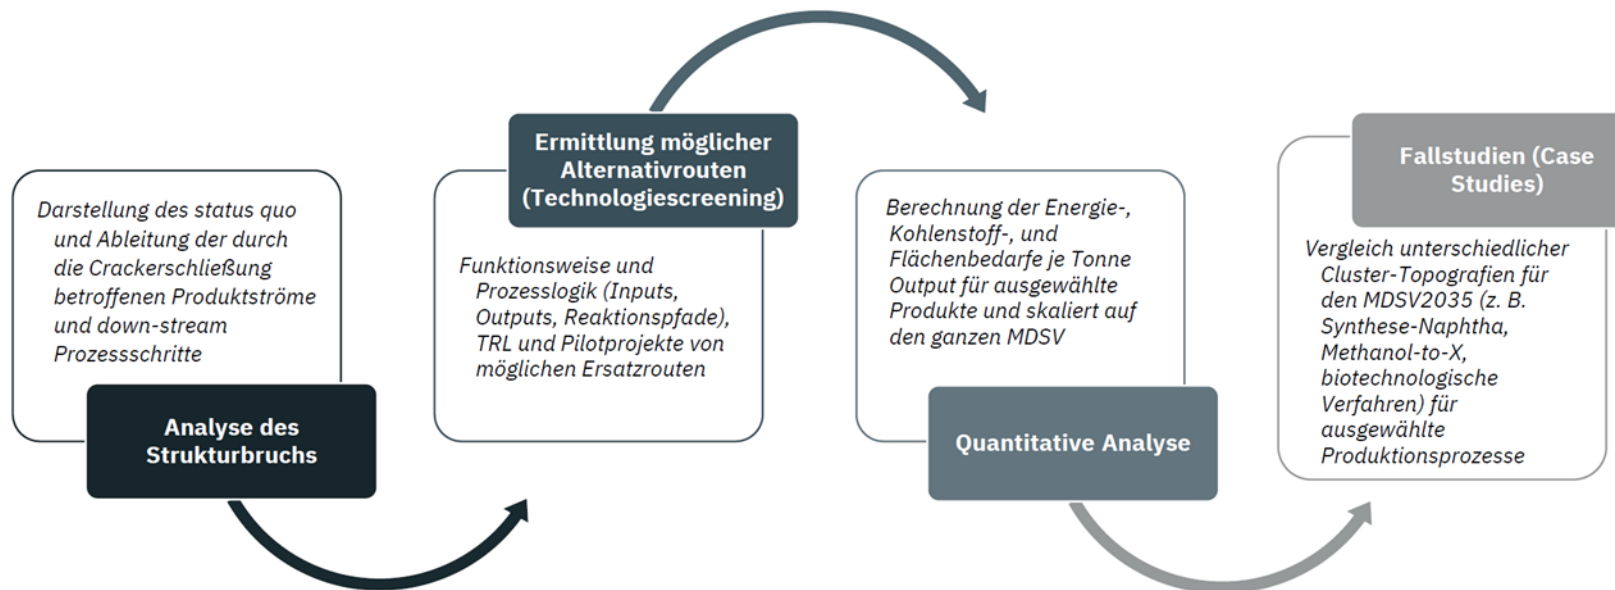 Darstellung des status quo
und Ableitung der durch
die Crackerschließung
betroffenen Produktströme
und down-stream
Prozessschritte
Analyse des
Strukturbruchs
Ermittlung möglicher
Alternativrouten
(Technologiescreening)
Funktionsweise und
Prozesslogik (Inputs,
Outputs, Reaktionspfade),
TRL und Pilotprojekte von
möglichen Ersatzrouten
Berechnung der Energie-,
Kohlenstoff-, und
Flächenbedarfe je Tonne
Output für ausgewählte
Produkte und skaliert auf
den ganzen MDSV
Quantitative Analyse
Fallstudien (Case
Studies)
Vergleich unterschiedlicher
Cluster-Topografien für
den MDSV2035 (z. B.
Synthese-Naphtha,
Methanol-to-X,
biotechnologische
Verfahren) für
ausgewählte
Produktionsprozesse